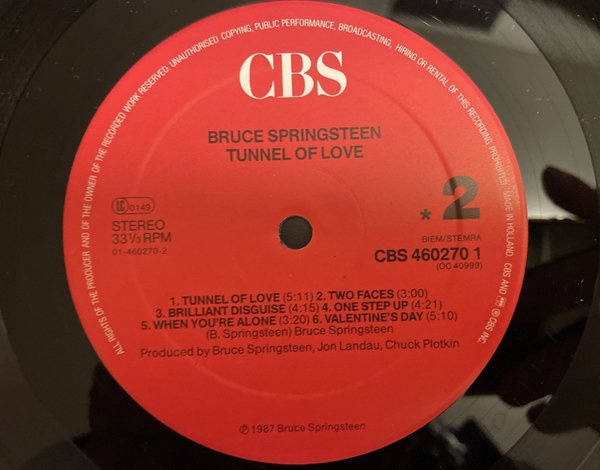 ALL RIGHTS OF THE PRODUCER AND OF THE OWNER OF THE RECORDED WORK RESERVED. UNAUTHORISED COPYING, PUBLIC PERFORMANCE, BROADCASTING, HIRING OR RENTAL OF THIS RECORDING PROHIBITED. MADE IN HOLLAND CBS AND ARE ® CBS INC.
CBS
BRUCE SPRINGSTEEN
TUNNEL OF LOVE
LC 0149
STEREO
33⅓ RPM
01-460270-2
* 2
BIEM/STEMRA
CBS 460270 1
(OC 40999)
1. TUNNEL OF LOVE (5:11) 2. TWO FACES (3:00)
3. BRILLIANT DISGUISE (4:15) 4. ONE STEP UP (4:21)
5. WHEN YOU'RE ALONE (3:20) 6. VALENTINE'S DAY (5:10)
(B. Springsteen) Bruce Springsteen
Produced by Bruce Springsteen, Jon Landau, Chuck Plotkin
℗ 1987 Bruce Springsteen